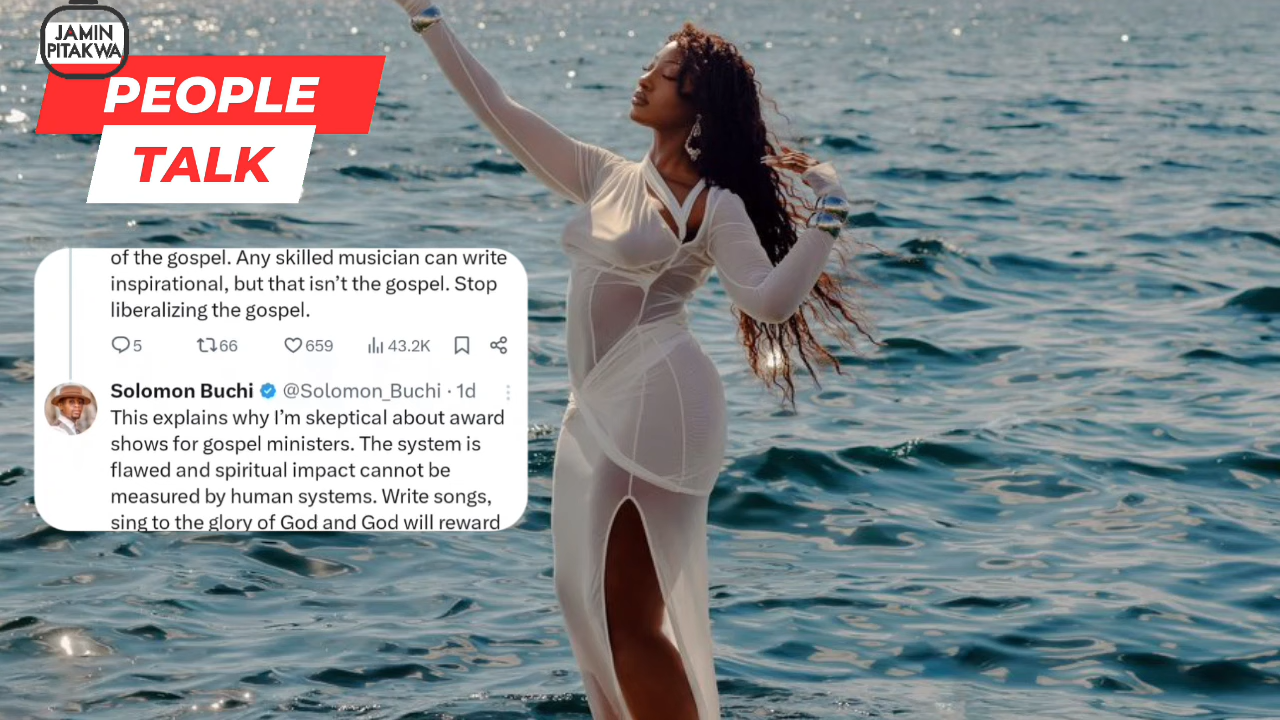 JAMIN
PITAKWA
PEOPLE
TALK
of the gospel. Any skilled musician can write
inspirational, but that isn’t the gospel. Stop
liberalizing the gospel.
5 66 659 43.2K
Solomon Buchi @Solomon_Buchi · 1d
This explains why I’m skeptical about award
shows for gospel ministers. The system is
flawed and spiritual impact cannot be
measured by human systems. Write songs,
sing to the glory of God and God will reward